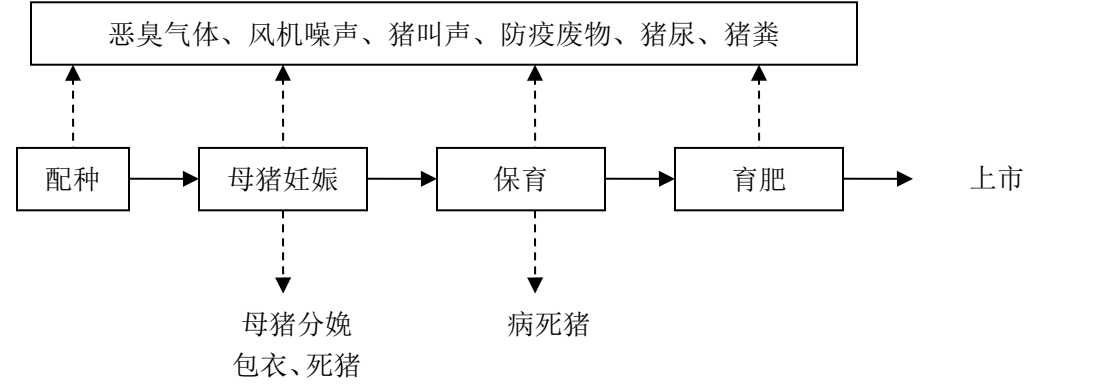 恶臭气体、风机噪声、猪叫声、防疫废物、猪尿、猪粪
配种
母猪妊娠
保育
育肥
上市
母猪分娩
包衣、死猪
病死猪